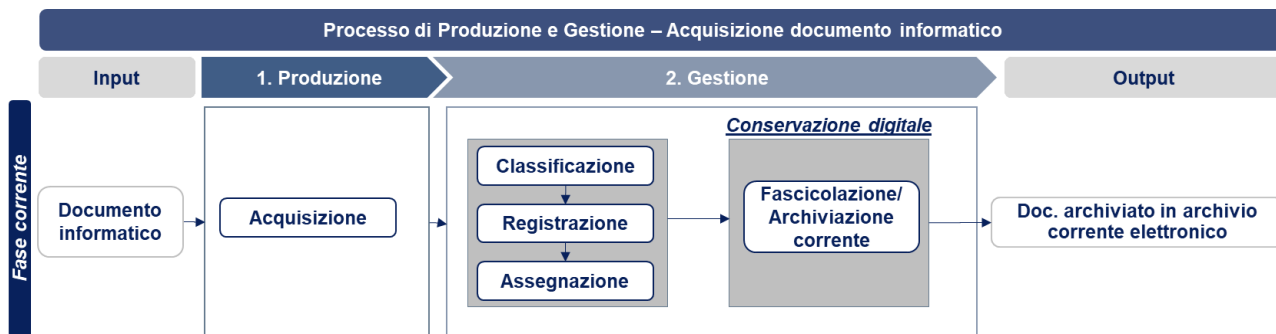 Processo di Produzione e Gestione – Acquisizione documento informatico
Input
1. Produzione
2. Gestione
Output
Fase corrente
Documento
informatico
Acquisizione
Classificazione
Registrazione
Assegnazione
Conservazione digitale
Fascicolazione/
Archiviazione
corrente
Doc. archiviato in archivio
corrente elettronico